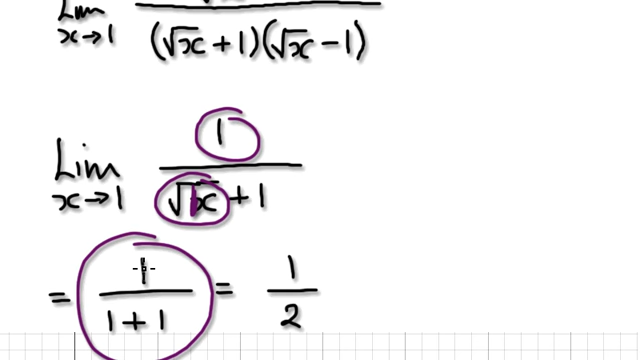 Lim
x→1 (√x + 1)(√x − 1)
Lim 1
x→1 √x + 1
= 1 = 1
1 + 1 2